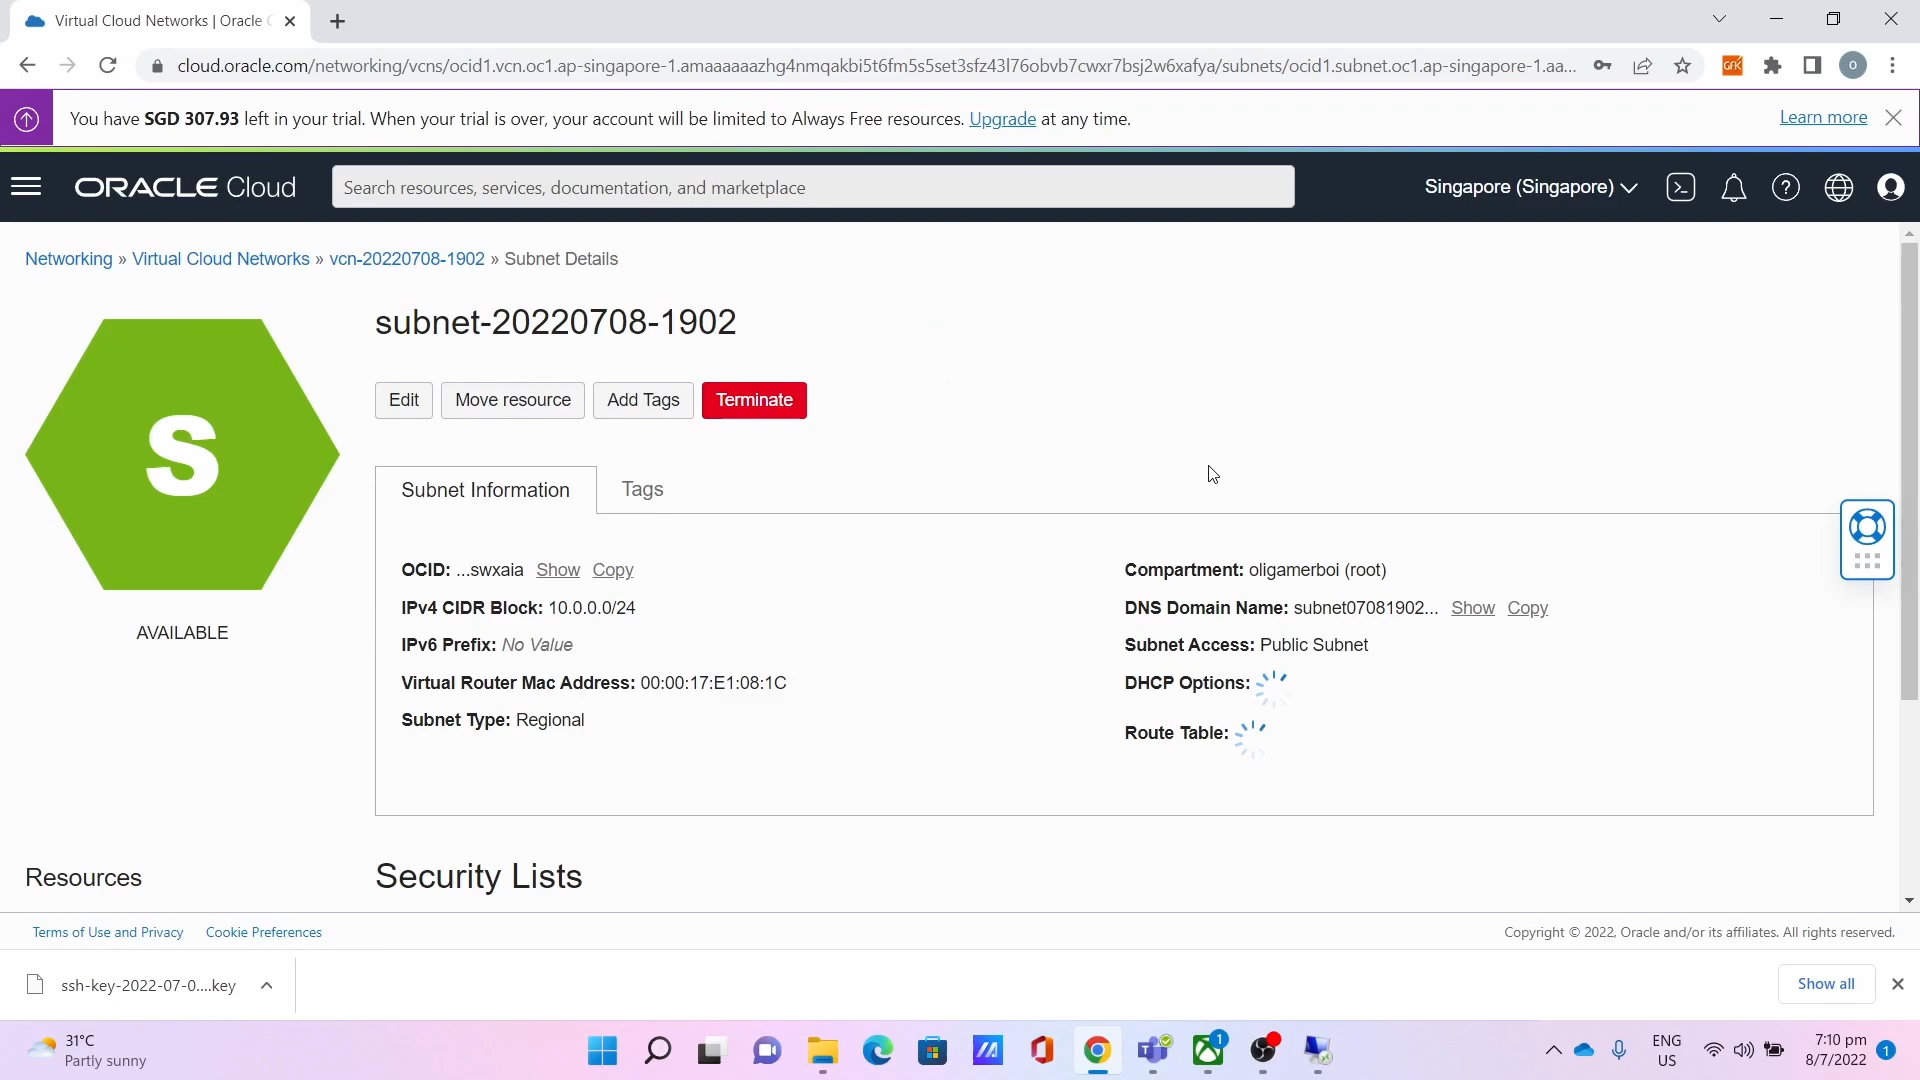 Virtual Cloud Networks | Oracle C
cloud.oracle.com/networking/vcns/ocid1.vcn.oc1.ap-singapore-1.amaaaaaazhg4nmqakbi5t6fm5s5set3sfz43l76obvb7cwxr7bsj2w6xafya/subnets/ocid1.subnet.oc1.ap-singapore-1.aa...
GFK
O
You have SGD 307.93 left in your trial. When your trial is over, your account will be limited to Always Free resources. Upgrade at any time.
Learn more
ORACLE Cloud
Search resources, services, documentation, and marketplace
Singapore (Singapore)
Networking » Virtual Cloud Networks » vcn-20220708-1902 » Subnet Details
S
AVAILABLE
subnet-20220708-1902
Edit
Move resource
Add Tags
Terminate
Subnet Information
Tags
OCID: ...swxaia Show Copy
IPv4 CIDR Block: 10.0.0.0/24
IPv6 Prefix: No Value
Virtual Router Mac Address: 00:00:17:E1:08:1C
Subnet Type: Regional
Compartment: oligamerboi (root)
DNS Domain Name: subnet07081902... Show Copy
Subnet Access: Public Subnet
DHCP Options:
Route Table:
Resources
Security Lists
Terms of Use and Privacy
Cookie Preferences
Copyright © 2022, Oracle and/or its affiliates. All rights reserved.
ssh-key-2022-07-0....key
Show all
31°C
Partly sunny
1
ENG
US
7:10 pm
8/7/2022
1